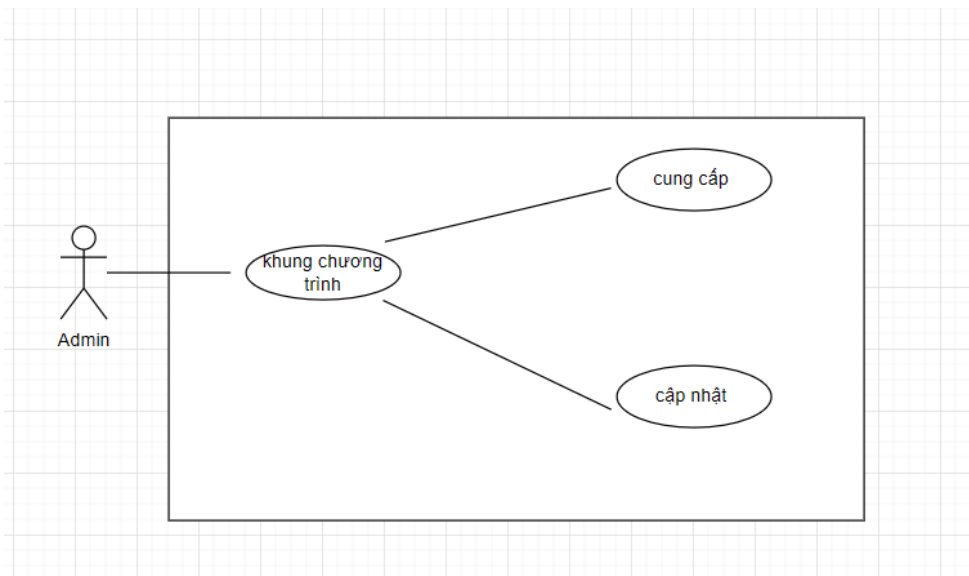 cung cấp
khung chương
trình
Admin
cập nhật